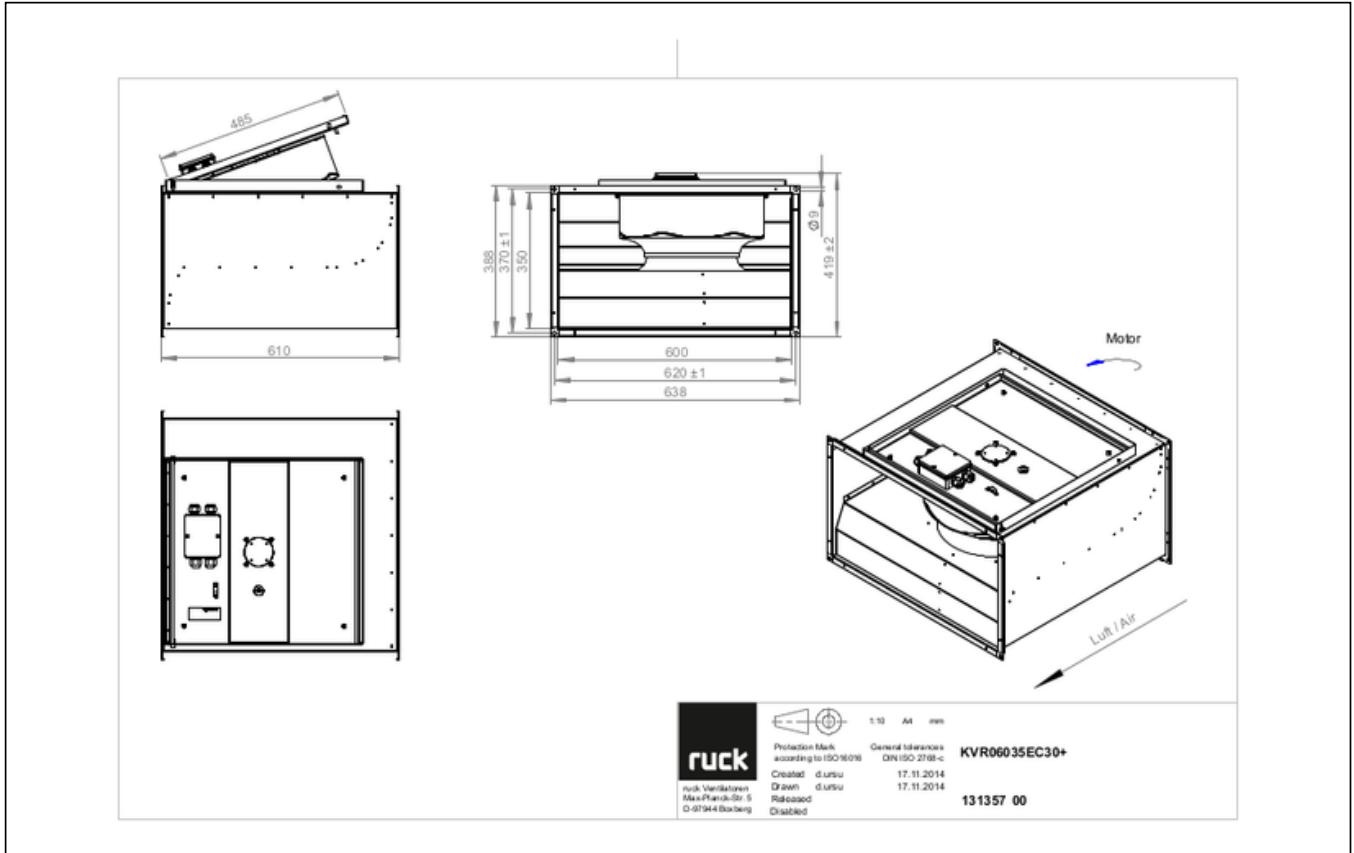 485
610
388
370 ±1
350
Ø 9
419 ±2
600
620 ±1
638
Motor
Luft / Air
ruck
ruck Ventilatoren
Max-Planck-Str. 5
D-97944 Boxberg
1:10 A4 mm
Protection Mark
according to ISO16016
General tolerances
DIN ISO 2768-c
KVR06035EC30+
Created d.ursu 17.11.2014
Drawn d.ursu 17.11.2014
Released
Disabled
131357 00